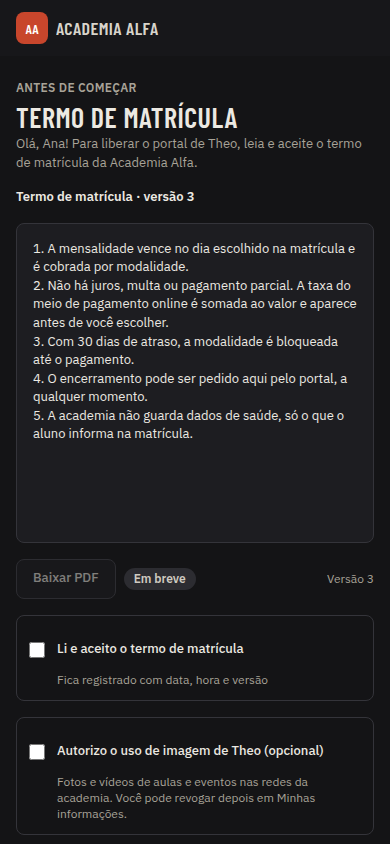 AA ACADEMIA ALFA
ANTES DE COMEÇAR
TERMO DE MATRÍCULA
Olá, Ana! Para liberar o portal de Theo, leia e aceite o termo
de matrícula da Academia Alfa.
Termo de matrícula · versão 3
1. A mensalidade vence no dia escolhido na matrícula e
é cobrada por modalidade.
2. Não há juros, multa ou pagamento parcial. A taxa do
meio de pagamento online é somada ao valor e aparece
antes de você escolher.
3. Com 30 dias de atraso, a modalidade é bloqueada
até o pagamento.
4. O encerramento pode ser pedido aqui pelo portal, a
qualquer momento.
5. A academia não guarda dados de saúde, só o que o
aluno informa na matrícula.
Baixar PDF Em breve Versão 3
Li e aceito o termo de matrícula
Fica registrado com data, hora e versão
Autorizo o uso de imagem de Theo (opcional)
Fotos e vídeos de aulas e eventos nas redes da
academia. Você pode revogar depois em Minhas
informações.